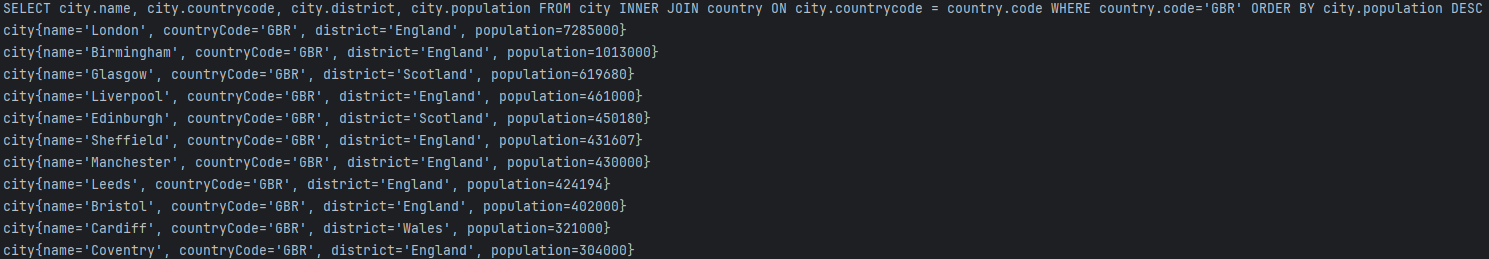 SELECT city.name, city.countrycode, city.district, city.population FROM city INNER JOIN country ON city.countrycode = country.code WHERE country.code='GBR' ORDER BY city.population DESC
city{name='London', countryCode='GBR', district='England', population=7285000}
city{name='Birmingham', countryCode='GBR', district='England', population=1013000}
city{name='Glasgow', countryCode='GBR', district='Scotland', population=619680}
city{name='Liverpool', countryCode='GBR', district='England', population=461000}
city{name='Edinburgh', countryCode='GBR', district='Scotland', population=450180}
city{name='Sheffield', countryCode='GBR', district='England', population=431607}
city{name='Manchester', countryCode='GBR', district='England', population=430000}
city{name='Leeds', countryCode='GBR', district='England', population=424194}
city{name='Bristol', countryCode='GBR', district='England', population=402000}
city{name='Cardiff', countryCode='GBR', district='Wales', population=321000}
city{name='Coventry', countryCode='GBR', district='England', population=304000}